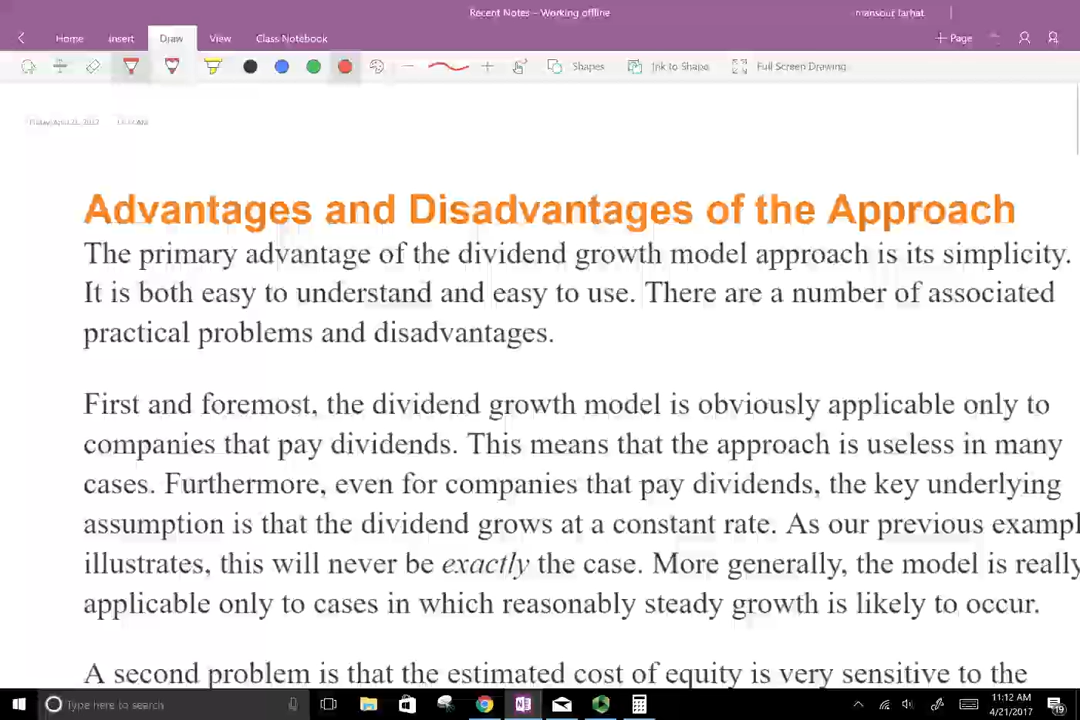 Recent Notes – Working offline
mansour farhat
Home Insert Draw View Class Notebook
Page
Shapes Ink to Shape Full Screen Drawing
Friday, April 21, 2017
Advantages and Disadvantages of the Approach
The primary advantage of the dividend growth model approach is its simplicity.
It is both easy to understand and easy to use. There are a number of associated
practical problems and disadvantages.
First and foremost, the dividend growth model is obviously applicable only to
companies that pay dividends. This means that the approach is useless in many
cases. Furthermore, even for companies that pay dividends, the key underlying
assumption is that the dividend grows at a constant rate. As our previous exampl
illustrates, this will never be exactly the case. More generally, the model is really
applicable only to cases in which reasonably steady growth is likely to occur.
A second problem is that the estimated cost of equity is very sensitive to the
Type here to search
11:12 AM
4/21/2017
19